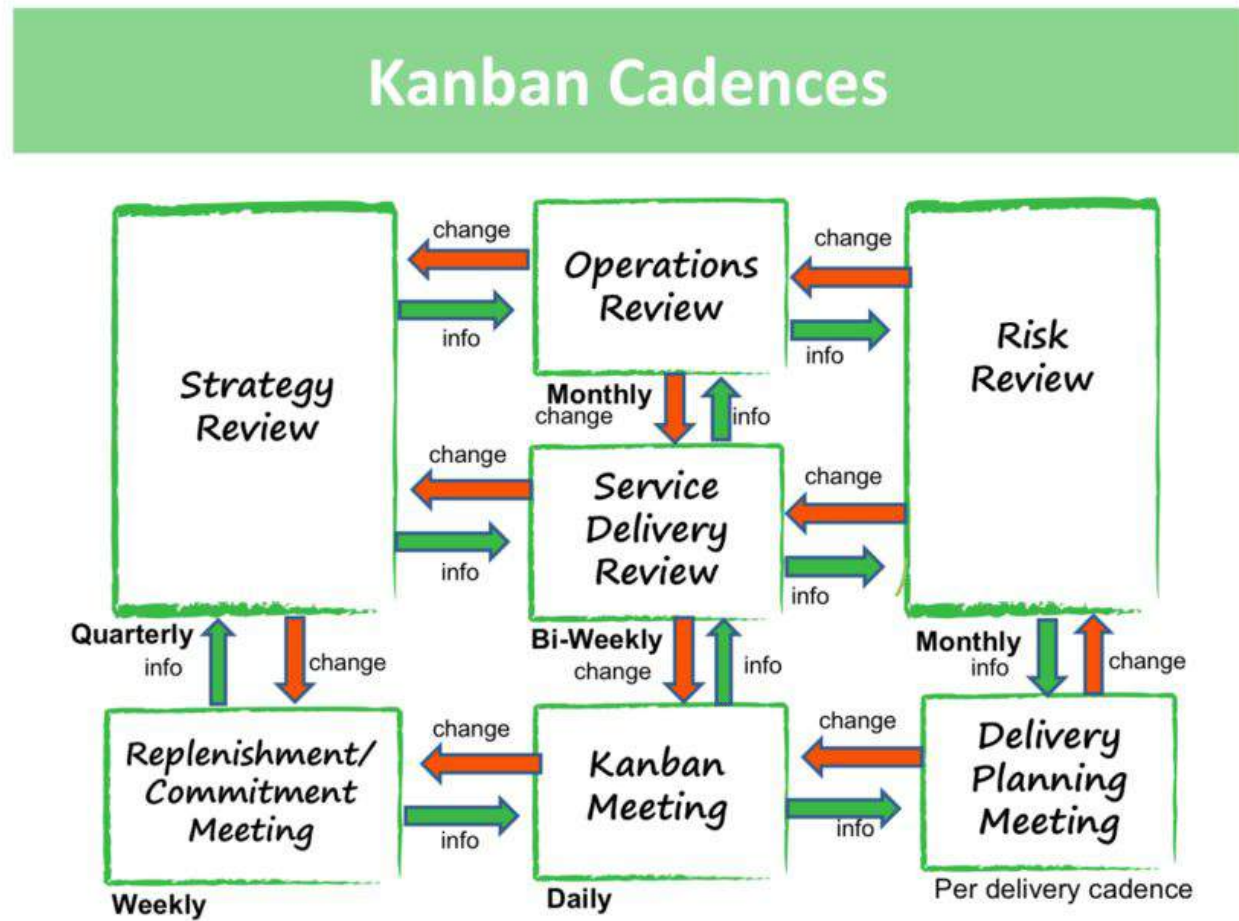 Kanban Cadences
change
Operations
Review
change
info
info
Strategy
Review
Risk
Review
Monthly
change
info
change
Service
Delivery
Review
change
info
info
Quarterly
info
change
Bi-Weekly
change
info
Monthly
info
change
Replenishment/
Commitment
Meeting
change
info
Kanban
Meeting
change
info
Delivery
Planning
Meeting
Weekly
Daily
Per delivery cadence